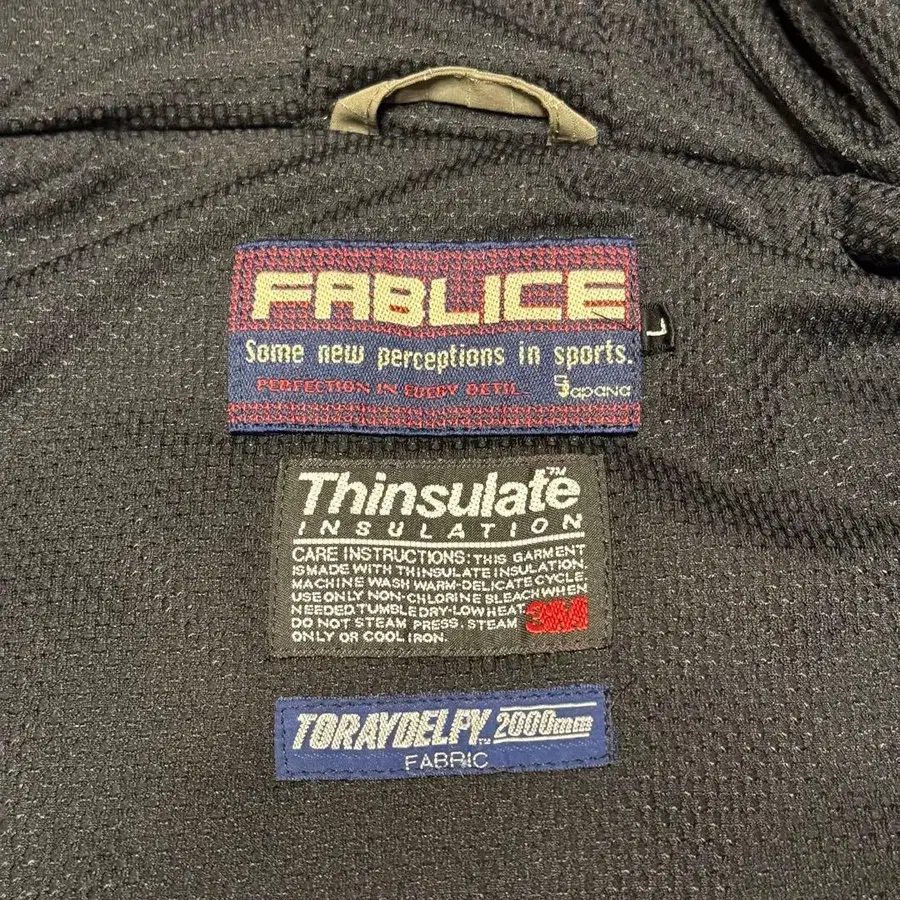 FABLICE
Some new perceptions in sports.
PERFECTION IN EVERY DETIL
Japana
L
Thinsulate™
INSULATION
CARE INSTRUCTIONS: THIS GARMENT
IS MADE WITH THINSULATE INSULATION.
MACHINE WASH WARM-DELICATE CYCLE.
USE ONLY NON-CHLORINE BLEACH WHEN
NEEDED. TUMBLE DRY-LOW HEAT.
DO NOT STEAM PRESS. STEAM
ONLY OR COOL IRON.
3M
TORAYDELFY™ 2000mm
FABRIC